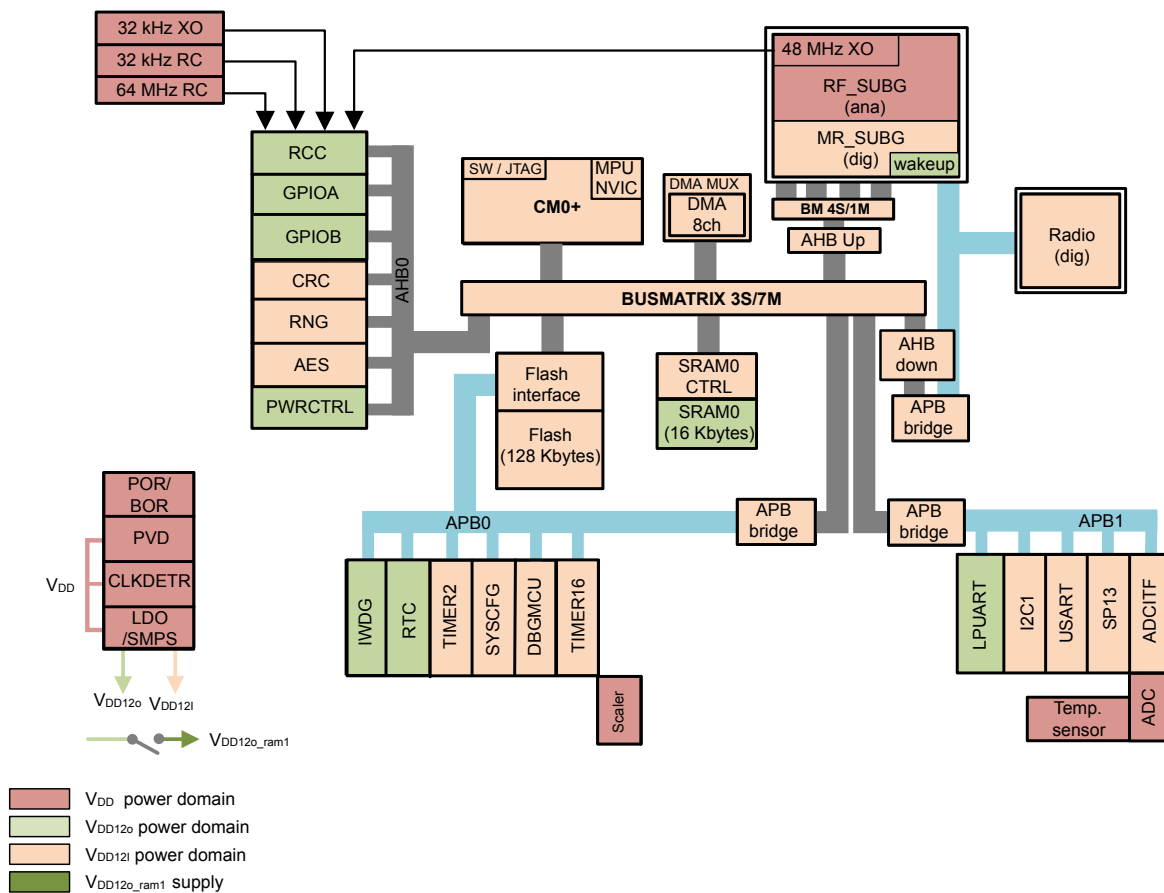 32 kHz XO
32 kHz RC
64 MHz RC
48 MHz XO
RF_SUBG
(ana)
MR_SUBG
(dig)
wakeup
RCC
GPIOA
GPIOB
CRC
RNG
AES
PWRCTRL
AHB0
SW / JTAG
MPU
NVIC
CM0+
DMA MUX
DMA
8ch
BM 4S/1M
AHB Up
Radio
(dig)
BUSMATRIX 3S/7M
Flash
interface
Flash
(128 Kbytes)
SRAM0
CTRL
SRAM0
(16 Kbytes)
AHB
down
APB
bridge
POR/
BOR
PVD
CLKDETR
LDO
/SMPS
VDD
VDD12o
VDD12I
VDD12o_ram1
APB0
APB
bridge
APB
bridge
APB1
IWDG
RTC
TIMER2
SYSCFG
DBGMCU
TIMER16
Scaler
LPUART
I2C1
USART
SP13
ADCITF
Temp.
sensor
ADC
VDD power domain
VDD12o power domain
VDD12I power domain
VDD12o_ram1 supply